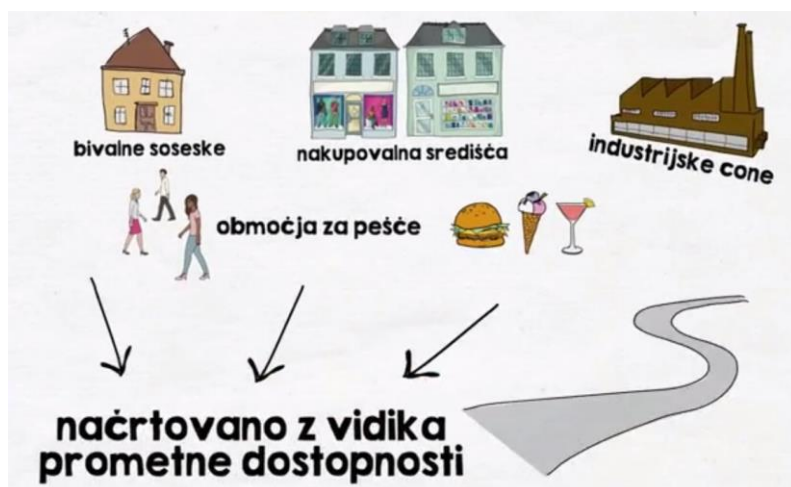 bivalne soseske
nakupovalna središča
industrijske cone
območja za pešce
načrtovano z vidika
prometne dostopnosti